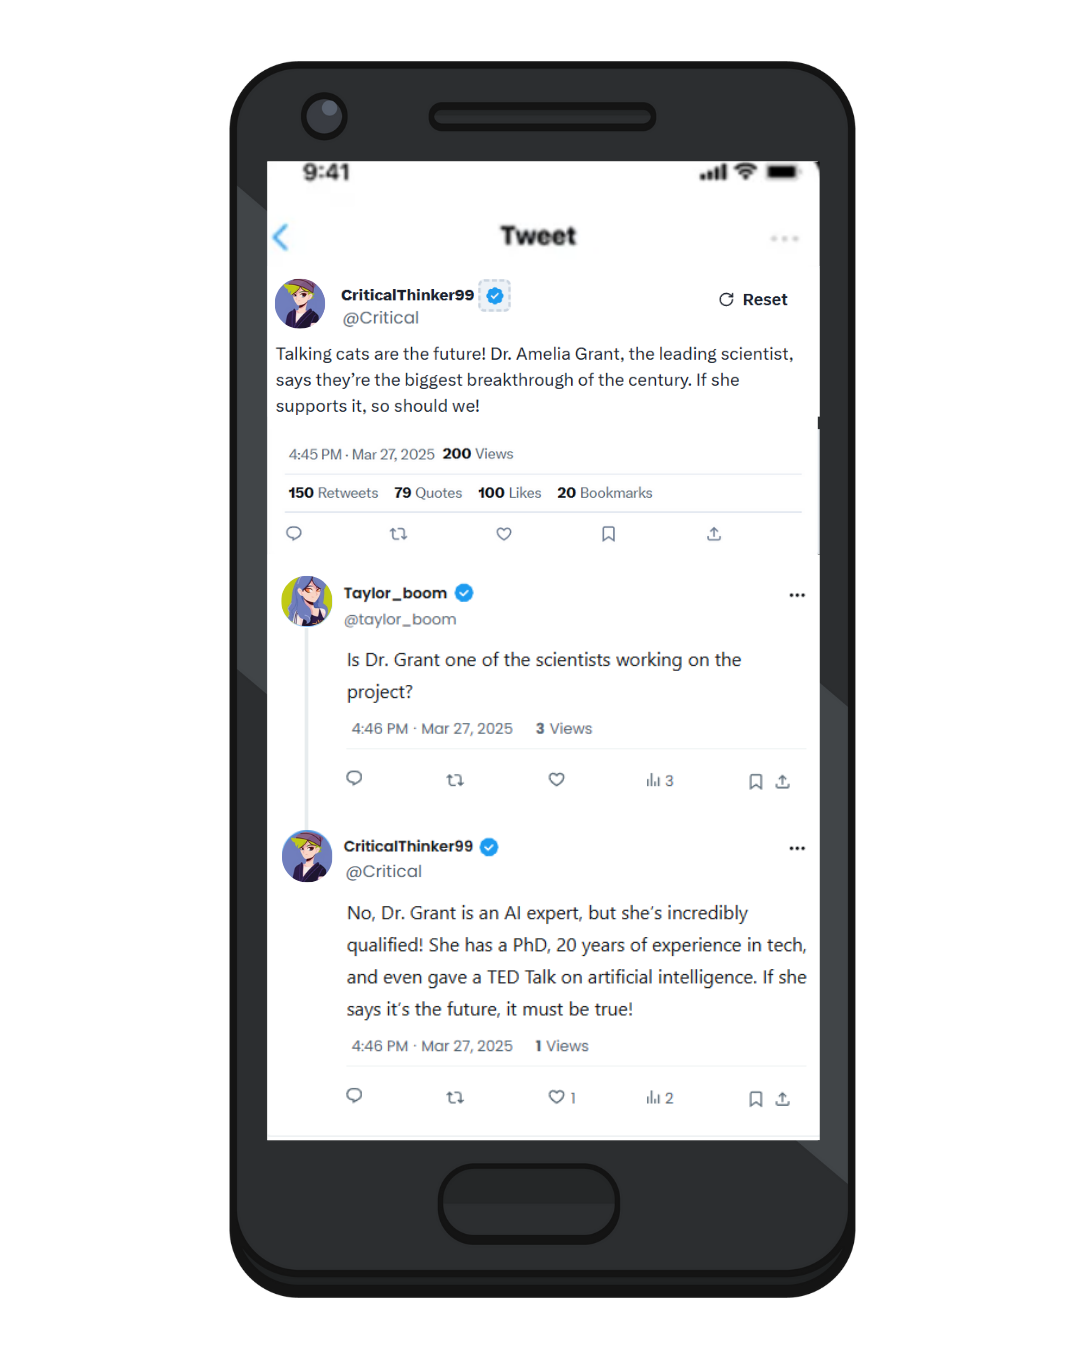 9:41
Tweet
CriticalThinker99
Reset
@Critical
Talking cats are the future! Dr. Amelia Grant, the leading scientist,
says they’re the biggest breakthrough of the century. If she
supports it, so should we!
4:45 PM · Mar 27, 2025 200 Views
150 Retweets 79 Quotes 100 Likes 20 Bookmarks
Taylor_boom
@taylor_boom
Is Dr. Grant one of the scientists working on the
project?
4:46 PM · Mar 27, 2025 3 Views
3
CriticalThinker99
@Critical
No, Dr. Grant is an AI expert, but she’s incredibly
qualified! She has a PhD, 20 years of experience in tech,
and even gave a TED Talk on artificial intelligence. If she
says it’s the future, it must be true!
4:46 PM · Mar 27, 2025 1 Views
1 2